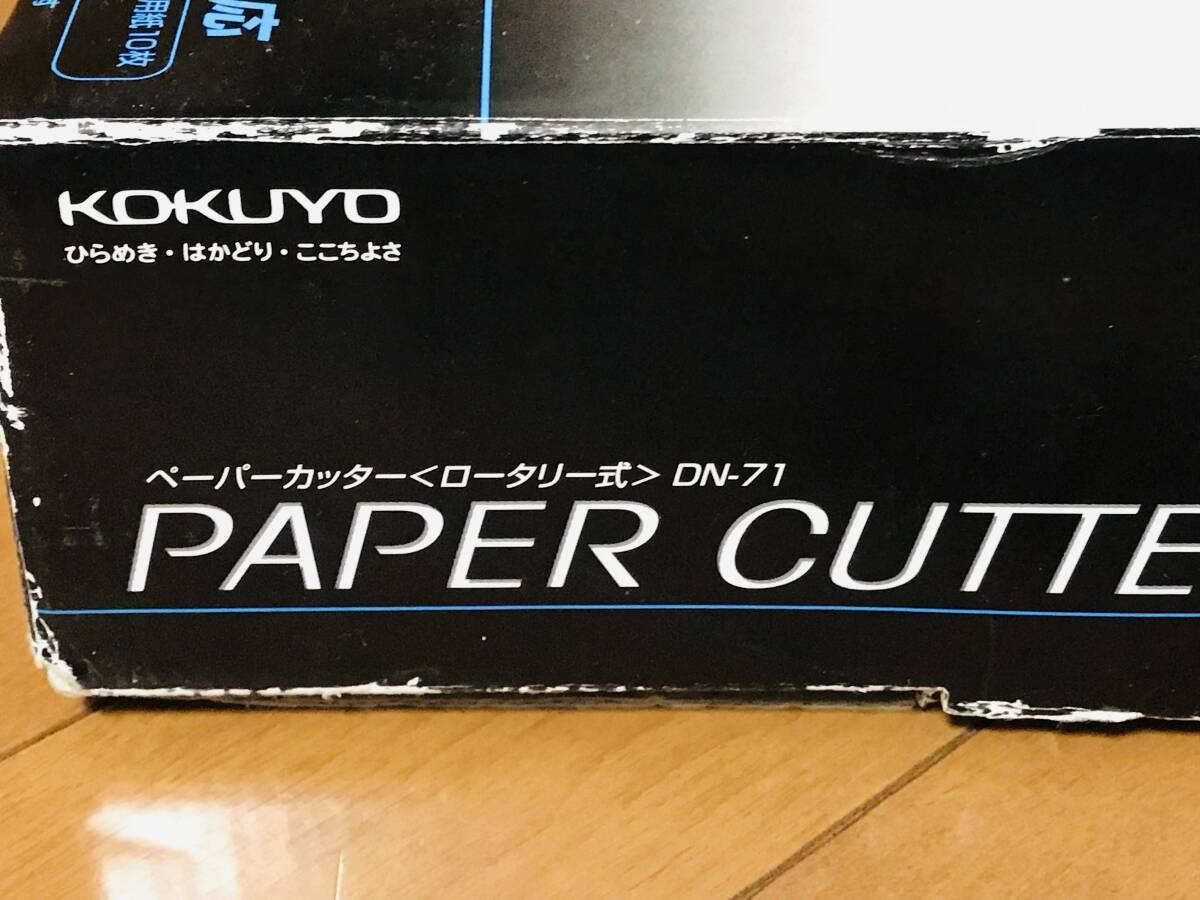 応
用紙10枚
KOKUYO
ひらめき・はかどり・ここちよさ
ペーパーカッター<ロータリー式> DN-71
PAPER CUTTE